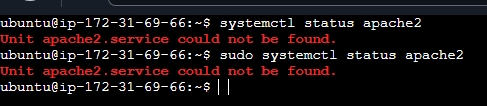 ubuntu@ip-172-31-69-66:~$ systemctl status apache2
Unit apache2.service could not be found.
ubuntu@ip-172-31-69-66:~$ sudo systemctl status apache2
Unit apache2.service could not be found.
ubuntu@ip-172-31-69-66:~$